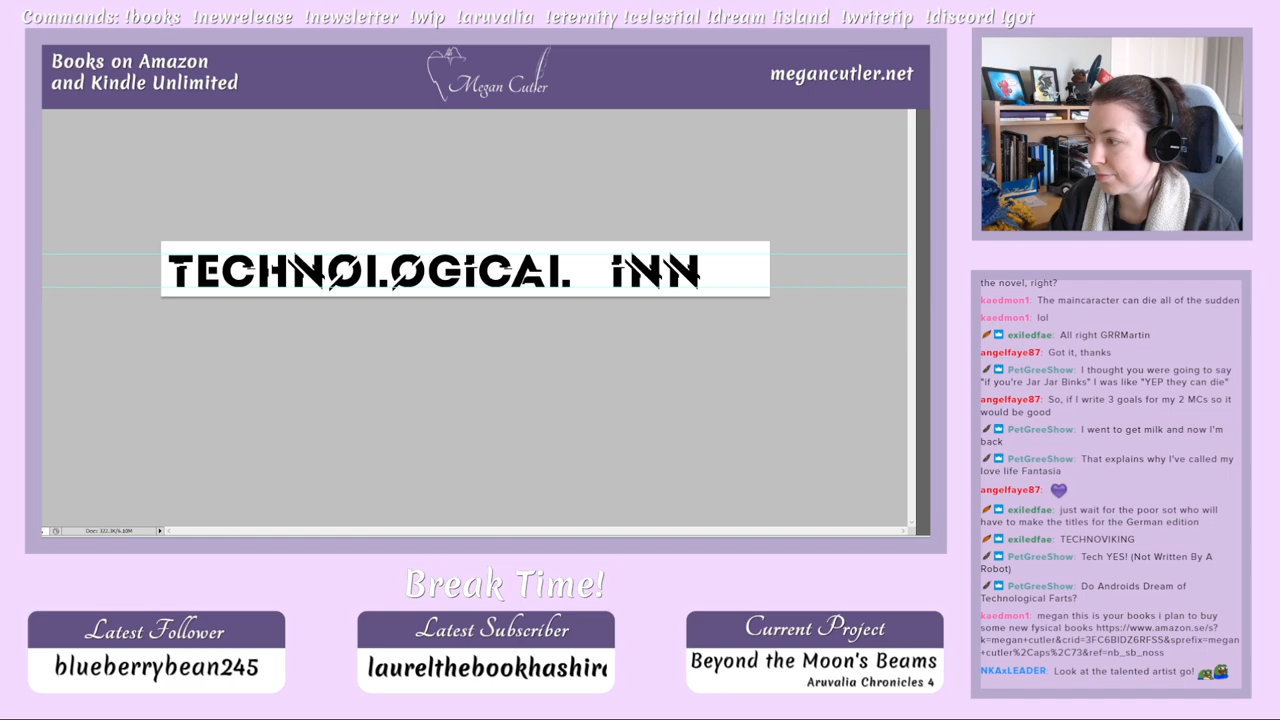 Commands: !books !newrelease !newsletter !wip !aruvalia !eternity !celestial !dream !island !writetip !discord !got
Books on Amazon
and Kindle Unlimited
Megan Cutler
megancutler.net
TECHNOLOGICAL INN
Doc: 322.3K/6.03M
Break Time!
Latest Follower
blueberrybean245
Latest Subscriber
laurelthebookhashira
Current Project
Beyond the Moon's Beams
Aruvalia Chronicles 4
the novel, right?
kaedmon1: The maincaracter can die all of the sudden
kaedmon1: lol
exiledfae: All right GRRMartin
angelfaye87: Got it, thanks
PetGreeShow: I thought you were going to say
"if you're Jar Jar Binks" I was like "YEP they can die"
angelfaye87: So, if I write 3 goals for my 2 MCs so it
would be good
PetGreeShow: I went to get milk and now I'm
back
PetGreeShow: That explains why I've called my
love life Fantasia
angelfaye87:
exiledfae: just wait for the poor sot who will
have to make the titles for the German edition
exiledfae: TECHNOVIKING
PetGreeShow: Tech YES! (Not Written By A
Robot)
PetGreeShow: Do Androids Dream of
Technological Farts?
kaedmon1: megan this is your books i plan to buy
some new fysical books https://www.amazon.se/s?
k=megan+cutler&crid=3FC6BIDZ6RFSS&sprefix=megan
+cutler%2Caps%2C73&ref=nb_sb_noss
NKAxLEADER: Look at the talented artist go!